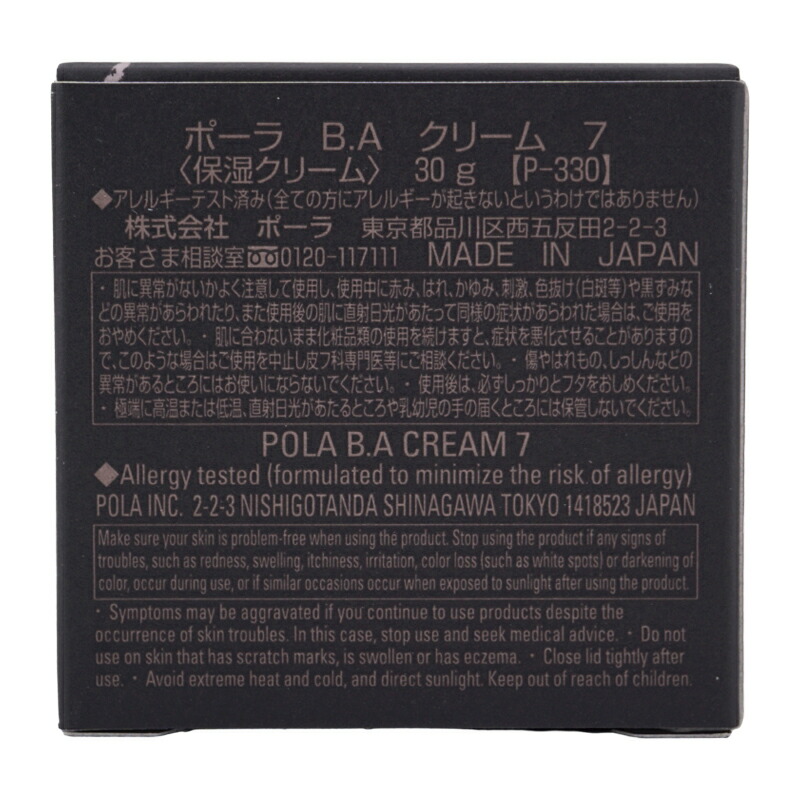 ポーラ B.A クリーム 7
〈保湿クリーム〉 30 g 【P-330】
◆アレルギーテスト済み(全ての方にアレルギーが起きないというわけではありません)
株式会社 ポーラ 東京都品川区西五反田2-2-3
お客さま相談室 0120-117111 MADE IN JAPAN
・肌に異常がないかよく注意して使用し、使用中に赤み、はれ、かゆみ、刺激、色抜け(白斑等)や黒ずみな
どの異常があらわれたり、また使用後の肌に直射日光があたって同様の症状があらわれた場合は、ご使用を
おやめください。・肌に合わないまま化粧品類の使用を続けますと、症状を悪化させることがありますの
で、このような場合はご使用を中止し皮フ科専門医等にご相談ください。・傷やはれもの、しっしんなどの
異常があるところにはお使いにならないでください。・使用後は、必ずしっかりとフタをおしめください。
・極端に高温または低温、直射日光があたるところや乳幼児の手の届くところには保管しないでください。
POLA B.A CREAM 7
◆Allergy tested (formulated to minimize the risk of allergy)
POLA INC. 2-2-3 NISHIGOTANDA SHINAGAWA TOKYO 1418523 JAPAN
Make sure your skin is problem-free when using the product. Stop using the product if any signs of
troubles, such as redness, swelling, itchiness, irritation, color loss (such as white spots) or darkening of
color, occur during use, or if similar occasions occur when exposed to sunlight after using the product.
・Symptoms may be aggravated if you continue to use products despite the
occurrence of skin troubles. In this case, stop use and seek medical advice. ・Do not
use on skin that has scratch marks, is swollen or has eczema. ・Close lid tightly after
use. ・Avoid extreme heat and cold, and direct sunlight. Keep out of reach of children.